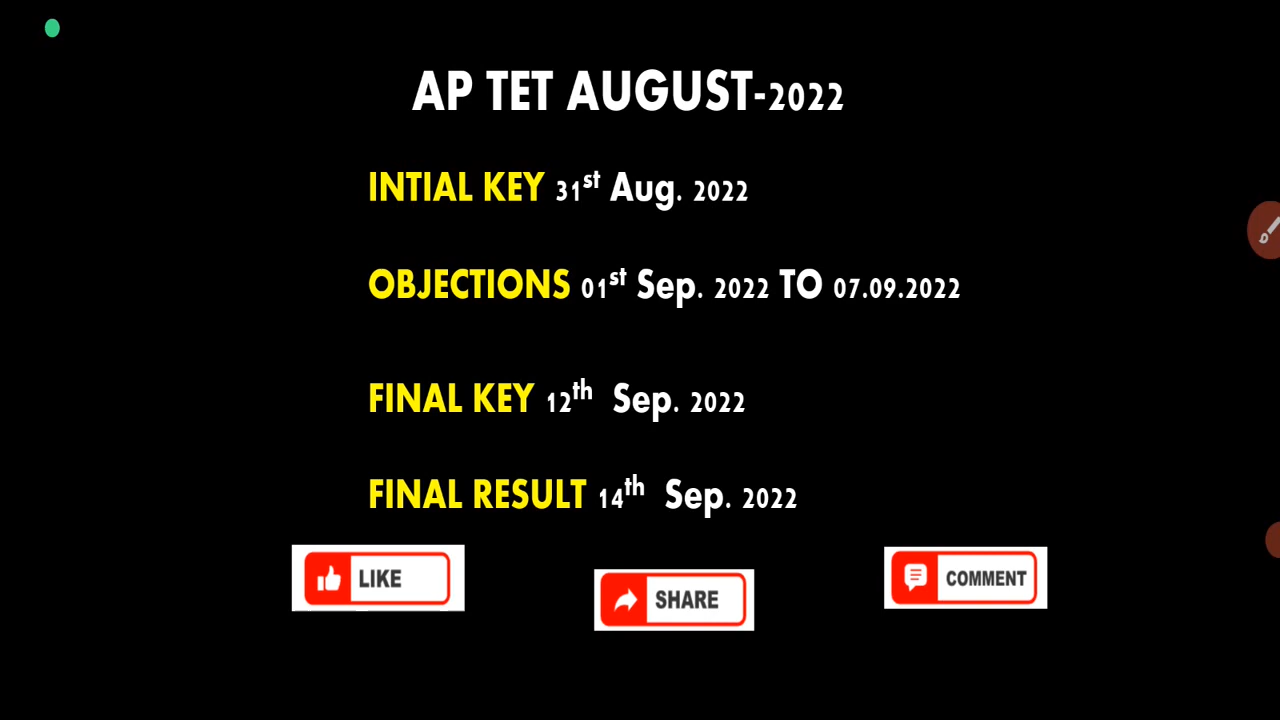 AP TET AUGUST-2022
INTIAL KEY 31st Aug. 2022
OBJECTIONS 01st Sep. 2022 TO 07.09.2022
FINAL KEY 12th Sep. 2022
FINAL RESULT 14th Sep. 2022
LIKE
SHARE
COMMENT